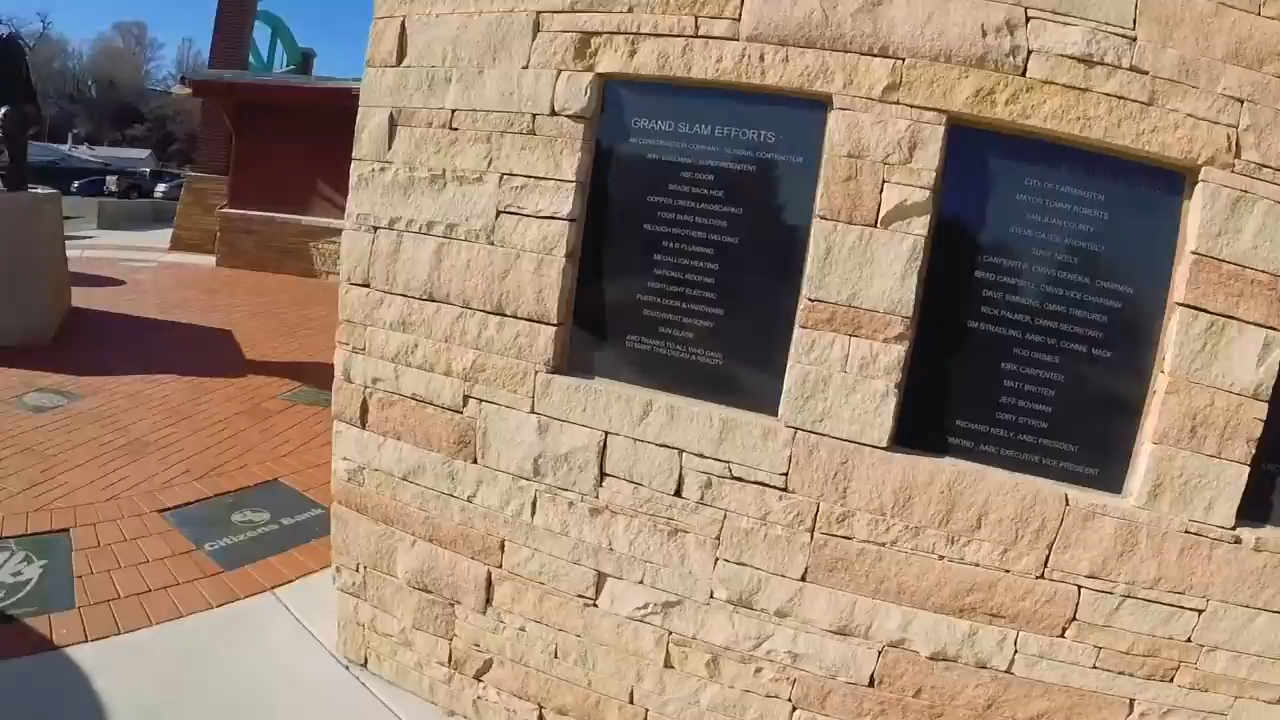 GRAND SLAM EFFORTS
CONSTRUCTION COMPANY, GENERAL CONTRACTOR
SUPERINTENDENT
ABC DOOR
BRADS BACK HOE
COPPER CREEK LANDSCAPING
FOUR SUNS BUILDERS
KILOUGH BROTHERS WELDING
M & R PLUMBING
MEDALLION HEATING
NATIONAL ROOFING
NIGHTLIGHT ELECTRIC
PUERTA DOOR & HARDWARE
SOUTHWEST MASONRY
SUN GLASS
AND THANKS TO ALL WHO GAVE
TO MAKE THIS DREAM A REALITY
CITY OF FARMINGTON
MAYOR TOMMY ROBERTS
SAN JUAN COUNTY
STEVE GATES, ARCHITECT
NEELY
CARPENTER, CMWS GENERAL CHAIRMAN
BRAD CAMPBELL, CMWS VICE CHAIRMAN
DAVE SIMMONS, CMWS TREASURER
NICK PALMER, CMWS SECRETARY
STRADLING, AABC VP, CONNIE MACK
ROD GRIMES
KIRK CARPENTER
MATT BROTEN
JEFF BOWMAN
CORY STYRON
RICHARD NEELY, AABC PRESIDENT
AABC EXECUTIVE VICE PRESIDENT
Citizens Bank